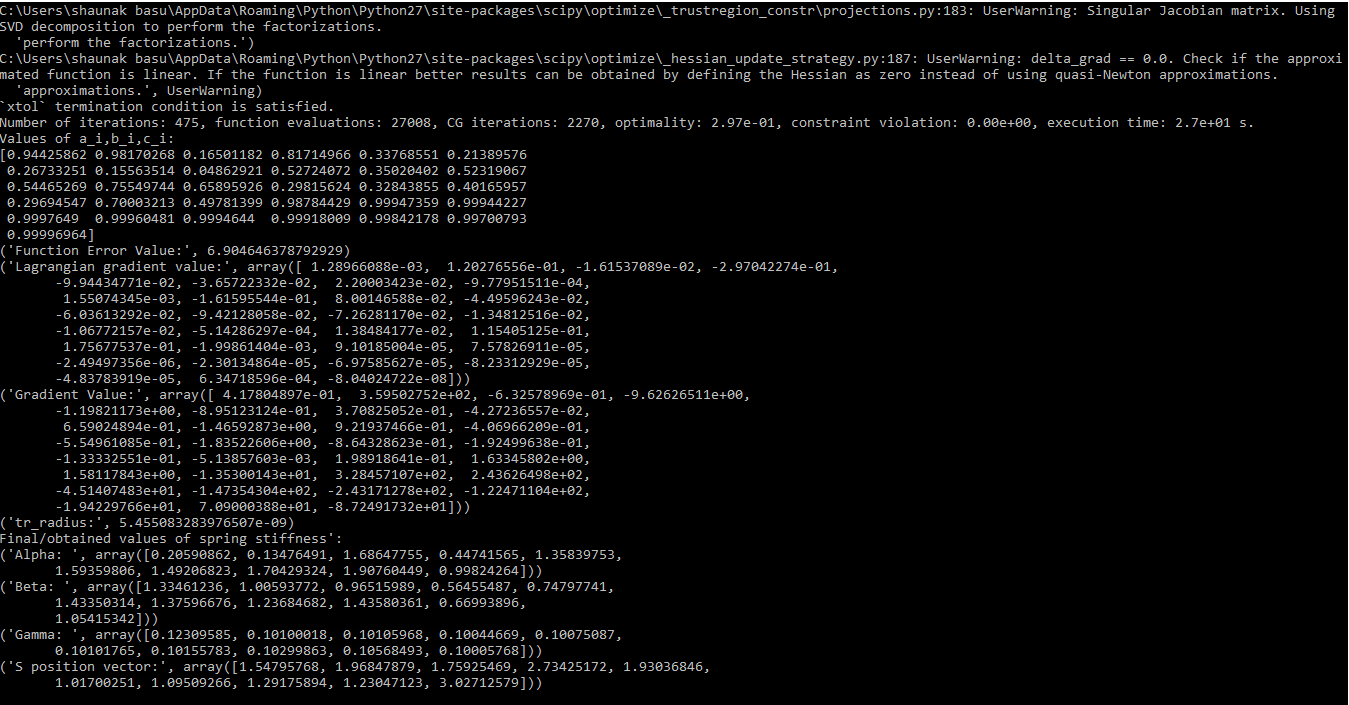 C:\Users\shaunak basu\AppData\Roaming\Python\Python27\site-packages\scipy\optimize\_trustregion_constr\projections.py:183: UserWarning: Singular Jacobian matrix. Using
SVD decomposition to perform the factorizations.
  'perform the factorizations.')
C:\Users\shaunak basu\AppData\Roaming\Python\Python27\site-packages\scipy\optimize\_hessian_update_strategy.py:187: UserWarning: delta_grad == 0.0. Check if the approxi
mated function is linear. If the function is linear better results can be obtained by defining the Hessian as zero instead of using quasi-Newton approximations.
  'approximations.', UserWarning)
`xtol` termination condition is satisfied.
Number of iterations: 475, function evaluations: 27008, CG iterations: 2270, optimality: 2.97e-01, constraint violation: 0.00e+00, execution time: 2.7e+01 s.
Values of a_i,b_i,c_i:
[0.94425862 0.98170268 0.16501182 0.81714966 0.33768551 0.21389576
 0.26733251 0.15563514 0.04862921 0.52724072 0.35020402 0.52319067
 0.54465269 0.75549744 0.65895926 0.29815624 0.32843855 0.40165957
 0.29694547 0.70003213 0.49781399 0.98784429 0.99947359 0.99944227
 0.9997649  0.99960481 0.9994644  0.99918009 0.99842178 0.99700793
 0.99996964]
('Function Error Value:', 6.904646378792929)
('Lagrangian gradient value:', array([ 1.28966088e-03,  1.20276556e-01, -1.61537089e-02, -2.97042274e-01,
       -9.94434771e-02, -3.65722332e-02,  2.20003423e-02, -9.77951511e-04,
        1.55074345e-03, -1.61595544e-01,  8.00146588e-02, -4.49596243e-02,
       -6.03613292e-02, -9.42128058e-02, -7.26281170e-02, -1.34812516e-02,
       -1.06772157e-02, -5.14286297e-04,  1.38484177e-02,  1.15405125e-01,
        1.75677537e-01, -1.99861404e-03,  9.10185004e-05,  7.57826911e-05,
       -2.49497356e-06, -2.30134864e-05, -6.97585627e-05, -8.23312929e-05,
       -4.83783919e-05,  6.34718596e-04, -8.04024722e-08]))
('Gradient Value:', array([ 4.17804897e-01,  3.59502752e+02, -6.32578969e-01, -9.62626511e+00,
       -1.19821173e+00, -8.95123124e-01,  3.70825052e-01, -4.27236557e-02,
        6.59024894e-01, -1.46592873e+00,  9.21937466e-01, -4.06966209e-01,
       -5.54961085e-01, -1.83522606e+00, -8.64328623e-01, -1.92499638e-01,
       -1.33332551e-01, -5.13857603e-03,  1.98918641e-01,  1.63345802e+00,
        1.58117843e+00, -1.35300143e+01,  3.28457107e+02,  2.43626498e+02,
       -4.51407483e+01, -1.47354304e+02, -2.43171278e+02, -1.22471104e+02,
       -1.94229766e+01,  7.09000388e+01, -8.72491732e+01]))
('tr_radius:', 5.455083283976507e-09)
Final/obtained values of spring stiffness':
('Alpha: ', array([0.20590862, 0.13476491, 1.68647755, 0.44741565, 1.35839753,
       1.59359806, 1.49206823, 1.70429324, 1.90760449, 0.99824264]))
('Beta: ', array([1.33461236, 1.00593772, 0.96515989, 0.56455487, 0.74797741,
       1.43350314, 1.37596676, 1.23684682, 1.43580361, 0.66993896,
       1.05415342]))
('Gamma: ', array([0.12309585, 0.10100018, 0.10105968, 0.10044669, 0.10075087,
       0.10101765, 0.10155783, 0.10299863, 0.10568493, 0.10005768]))
('S position vector:', array([1.54795768, 1.96847879, 1.75925469, 2.73425172, 1.93036846,
       1.01700251, 1.09509266, 1.29175894, 1.23047123, 3.02712579]))